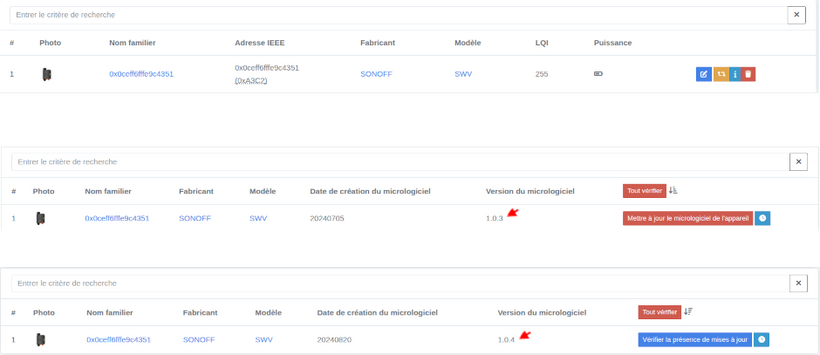 Entrer le critère de recherche
# Photo Nom familier Adresse IEEE Fabricant Modèle LQI Puissance
1 0x0ceff6fffe9c4351 0x0ceff6fffe9c4351 SONOFF SWV 255
(0xA3C2)
Entrer le critère de recherche
# Photo Nom familier Fabricant Modèle Date de création du micrologiciel Version du micrologiciel Tout vérifier
1 0x0ceff6fffe9c4351 SONOFF SWV 20240705 1.0.3 Mettre à jour le micrologiciel de l'appareil
Entrer le critère de recherche
# Photo Nom familier Fabricant Modèle Date de création du micrologiciel Version du micrologiciel Tout vérifier
1 0x0ceff6fffe9c4351 SONOFF SWV 20240820 1.0.4 Vérifier la présence de mises à jour